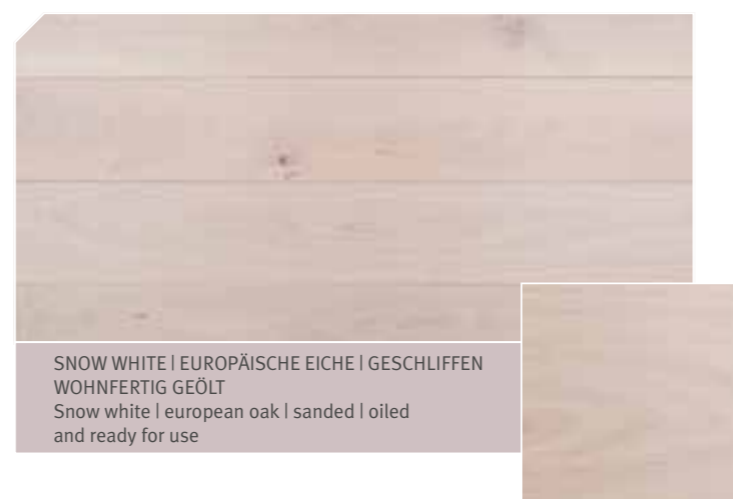 SNOW WHITE | EUROPÄISCHE EICHE | GESCHLIFFEN
WOHNFERTIG GEÖLT
Snow white | european oak | sanded | oiled
and ready for use